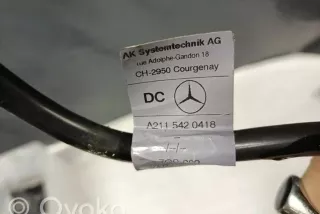 AK Systemtechnik AG
rue Adolphe-Gandon 18
CH-2950 Courgenay
DC
A211 542 0418
© Ovoko